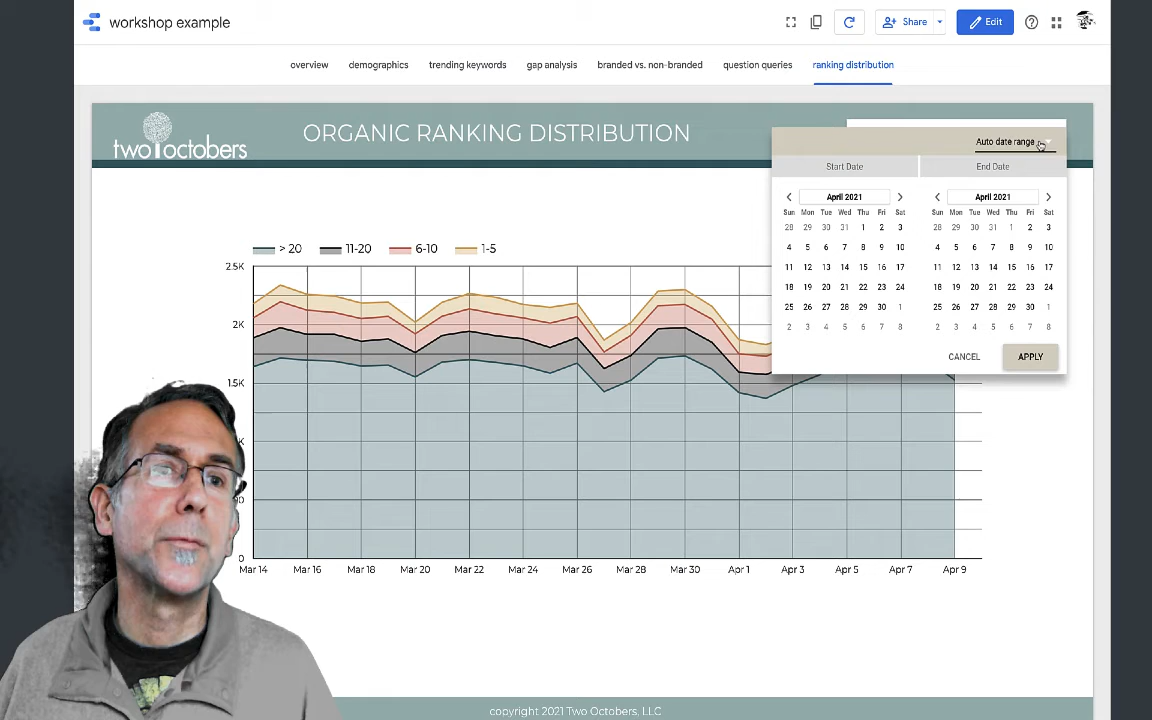 workshop example
Share
Edit
overview
demographics
trending keywords
gap analysis
branded vs. non-branded
question queries
ranking distribution
two octobers
ORGANIC RANKING DISTRIBUTION
Auto date range
Start Date
End Date
April 2021
Sun Mon Tue Wed Thu Fri Sat
28 29 30 31 1 2 3
4 5 6 7 8 9 10
11 12 13 14 15 16 17
18 19 20 21 22 23 24
25 26 27 28 29 30 1
2 3 4 5 6 7 8
April 2021
Sun Mon Tue Wed Thu Fri Sat
28 29 30 31 1 2 3
4 5 6 7 8 9 10
11 12 13 14 15 16 17
18 19 20 21 22 23 24
25 26 27 28 29 30 1
2 3 4 5 6 7 8
CANCEL
APPLY
> 20 11-20 6-10 1-5
2.5K
2K
1.5K
0
Mar 14 Mar 16 Mar 18 Mar 20 Mar 22 Mar 24 Mar 26 Mar 28 Mar 30 Apr 1 Apr 3 Apr 5 Apr 7 Apr 9
copyright 2021 Two Octobers, LLC